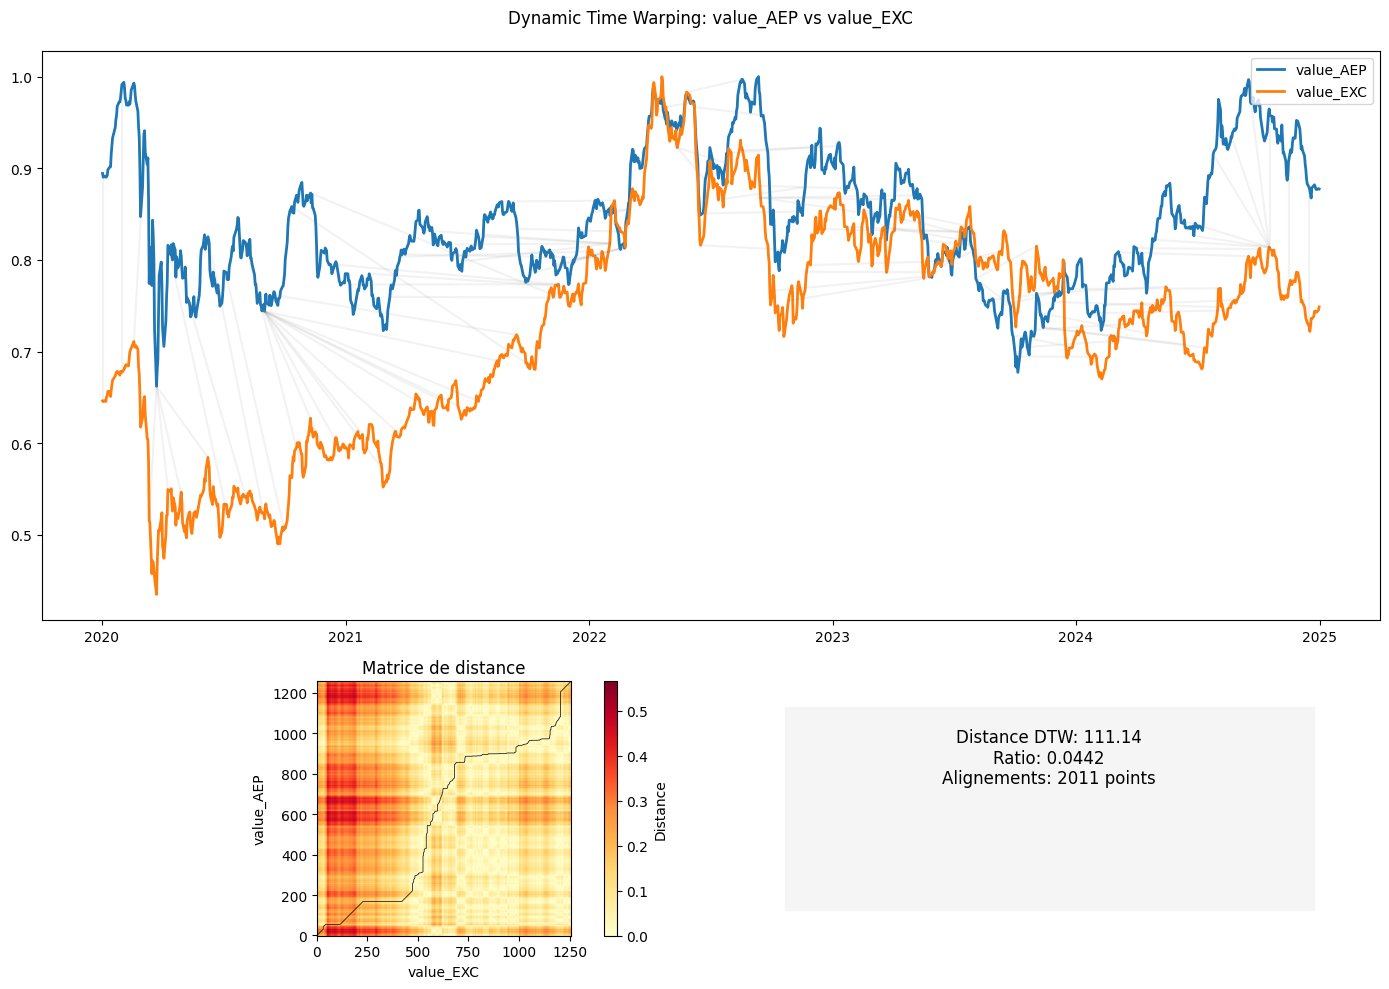 Dynamic Time Warping: value_AEP vs value_EXC
value_AEP
value_EXC
1.0
0.9
0.8
0.7
0.6
0.5
2020 2021 2022 2023 2024 2025
Matrice de distance
value_AEP
1200
1000
800
600
400
200
0
0 250 500 750 1000 1250
value_EXC
0.5
0.4
0.3
0.2
0.1
0.0
Distance
Distance DTW: 111.14
Ratio: 0.0442
Alignements: 2011 points